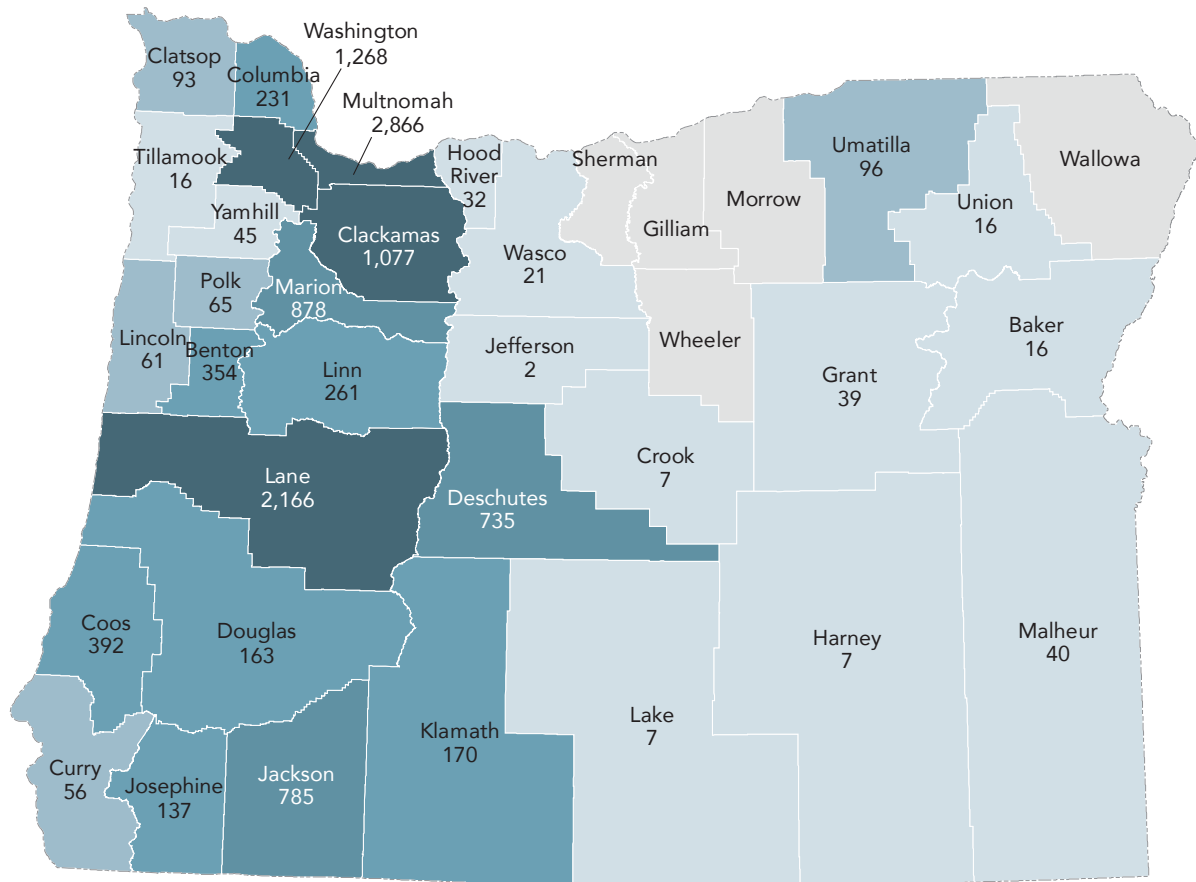 Washington
1,268
Clatsop
93
Columbia
231
Multnomah
2,866
Tillamook
16
Hood
River
32
Sherman
Umatilla
96
Wallowa
Yamhill
45
Clackamas
1,077
Wasco
21
Gilliam
Morrow
Union
16
Polk
65
Marion
878
Lincoln
61
Benton
354
Linn
261
Jefferson
2
Wheeler
Grant
39
Baker
16
Lane
2,166
Deschutes
735
Crook
7
Coos
392
Douglas
163
Harney
7
Malheur
40
Curry
56
Josephine
137
Jackson
785
Klamath
170
Lake
7